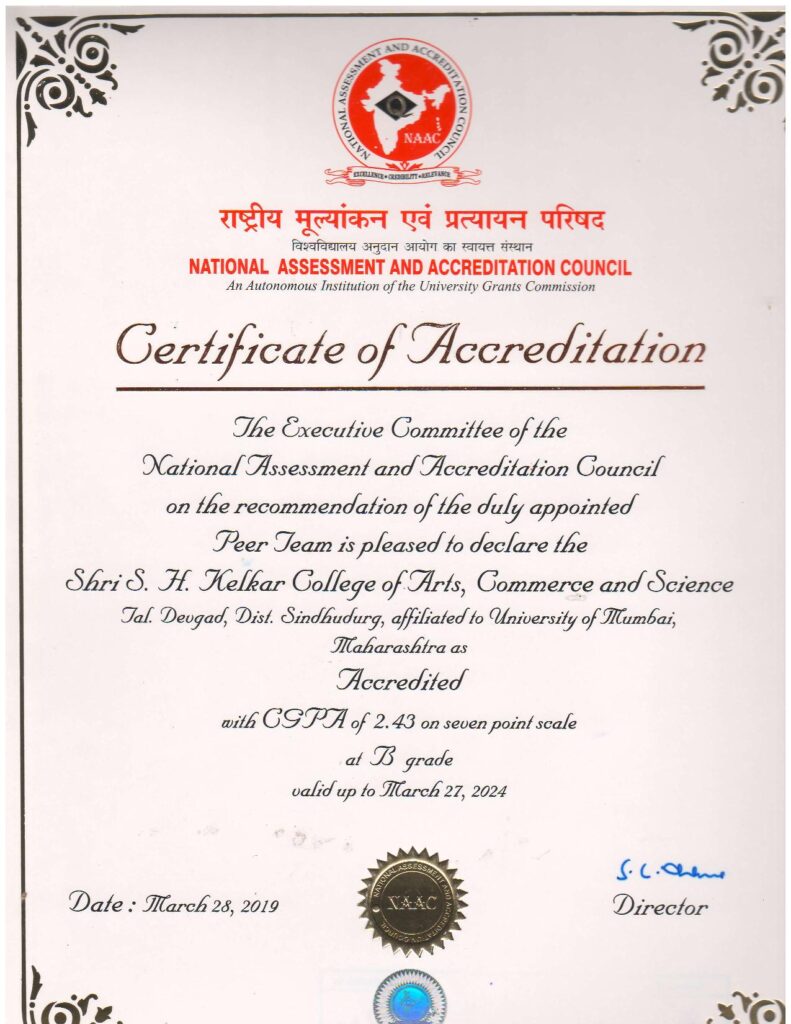 NATIONAL ASSESSMENT AND ACCREDITATION COUNCIL
NAAC
EXCELLENCE • CREDIBILITY • RELEVANCE
राष्ट्रीय मूल्यांकन एवं प्रत्यायन परिषद
विश्वविद्यालय अनुदान आयोग का स्वायत्त संस्थान
NATIONAL ASSESSMENT AND ACCREDITATION COUNCIL
An Autonomous Institution of the University Grants Commission
Certificate of Accreditation
The Executive Committee of the
National Assessment and Accreditation Council
on the recommendation of the duly appointed
Peer Team is pleased to declare the
Shri S. H. Kelkar College of Arts, Commerce and Science
Tal. Devgad, Dist. Sindhudurg, affiliated to University of Mumbai,
Maharashtra as
Accredited
with CGPA of 2.43 on seven point scale
at B grade
valid up to March 27, 2024
Date : March 28, 2019
NATIONAL ASSESSMENT AND ACCREDITATION COUNCIL
NAAC
Director